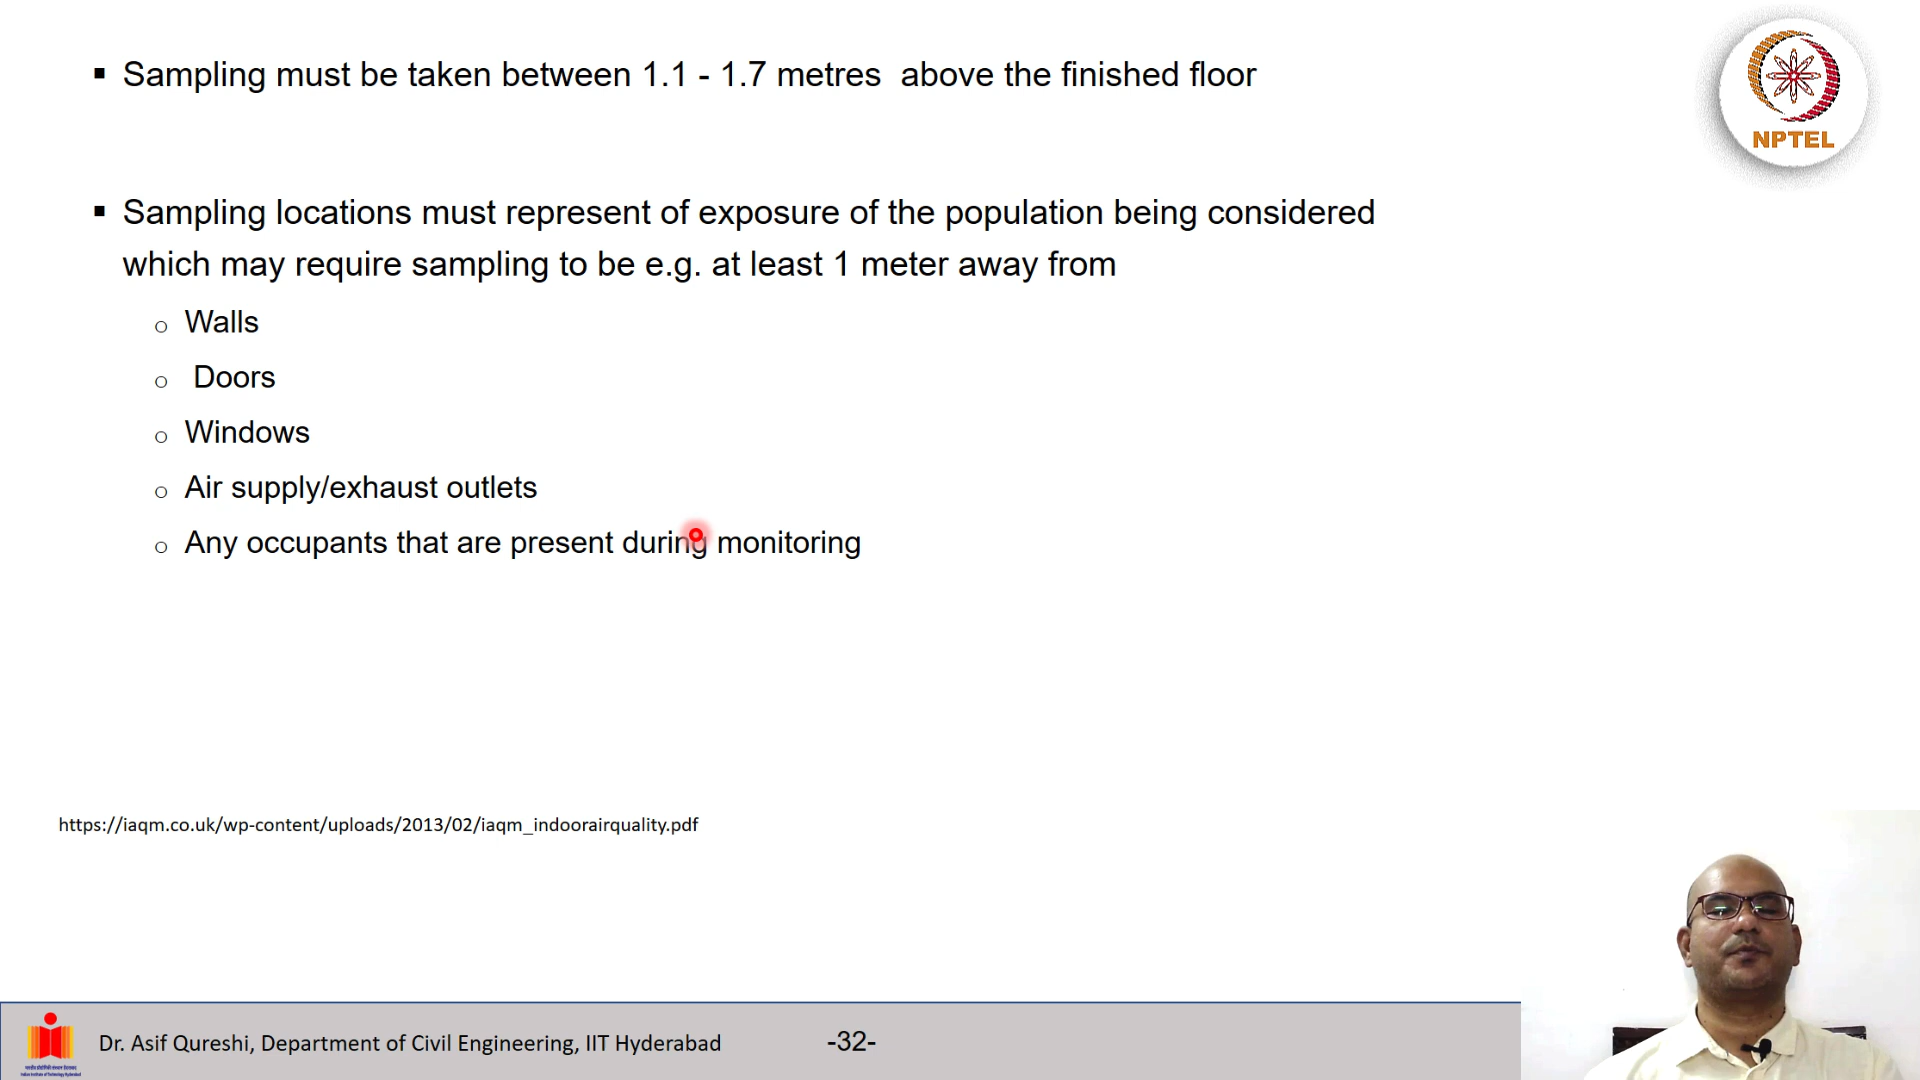 Sampling must be taken between 1.1 - 1.7 metres above the finished floor
NPTEL
Sampling locations must represent of exposure of the population being considered
which may require sampling to be e.g. at least 1 meter away from
Walls
Doors
Windows
Air supply/exhaust outlets
Any occupants that are present during monitoring
https://iaqm.co.uk/wp-content/uploads/2013/02/iaqm_indoorairquality.pdf
Dr. Asif Qureshi, Department of Civil Engineering, IIT Hyderabad
-32-